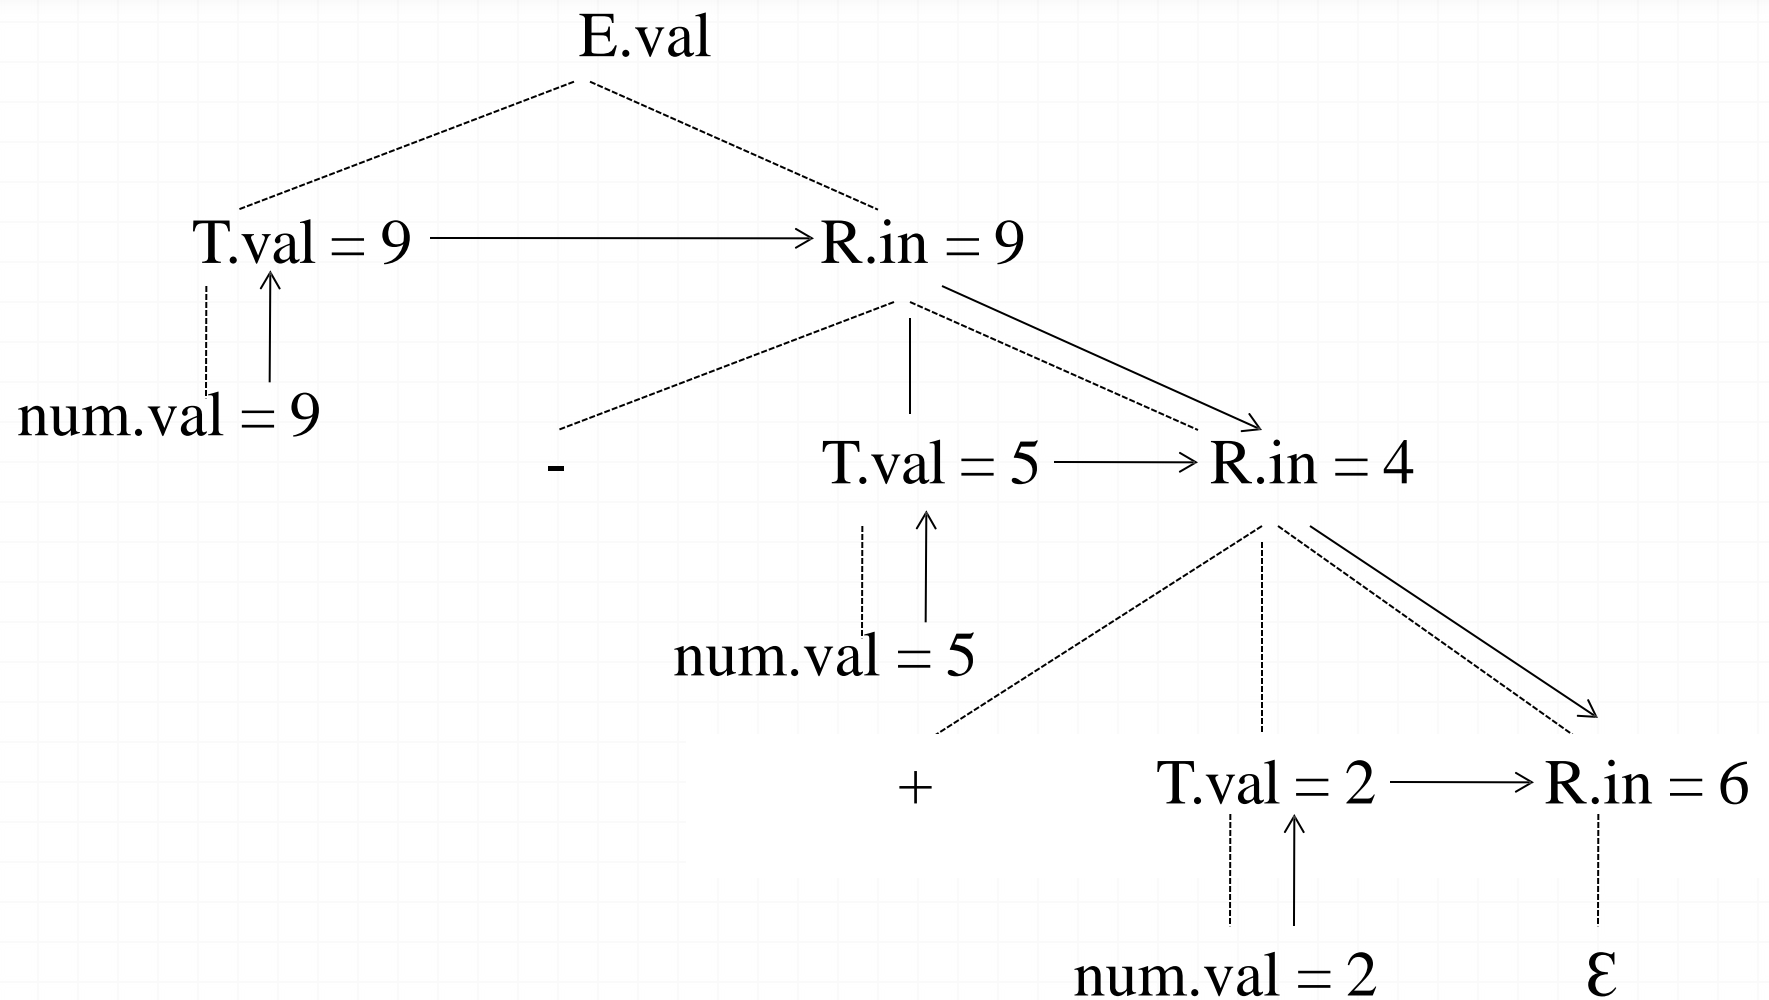 E.val
T.val = 9
R.in = 9
num.val = 9
-
T.val = 5
R.in = 4
num.val = 5
+
T.val = 2
R.in = 6
num.val = 2
Ɛ